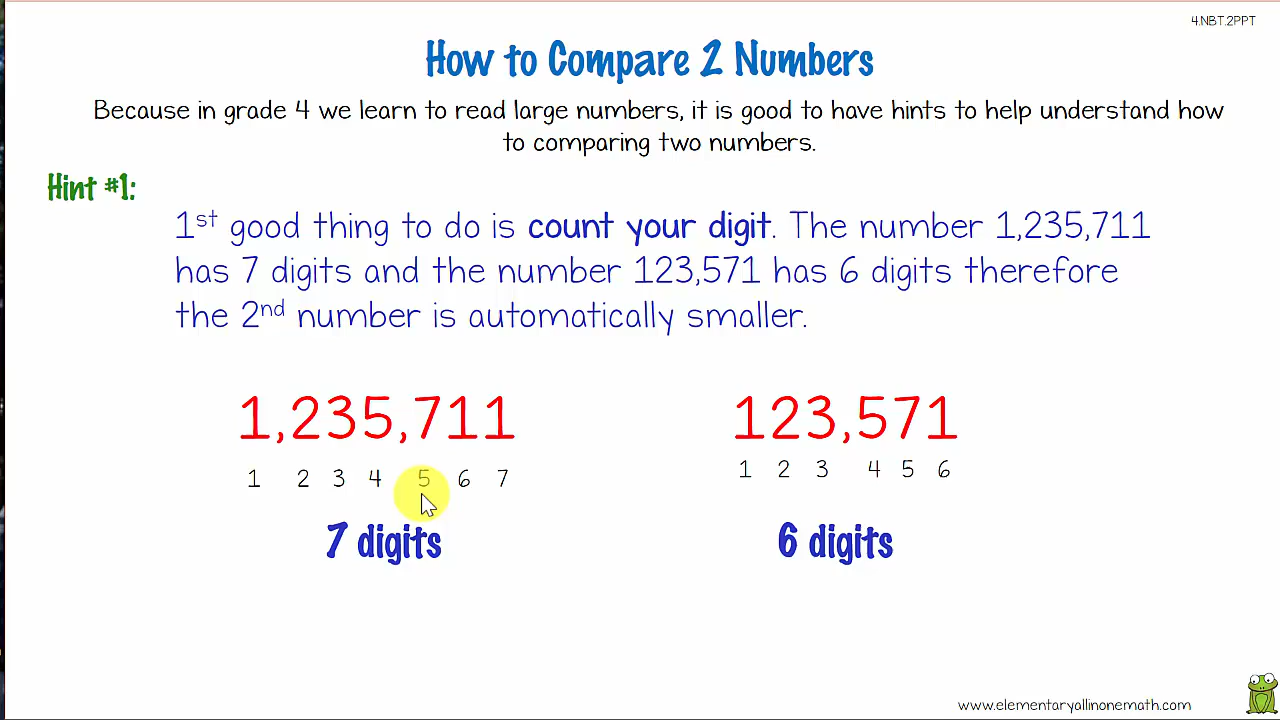 4.NBT.2PPT
How to Compare 2 Numbers
Because in grade 4 we learn to read large numbers, it is good to have hints to help understand how
to comparing two numbers.
Hint #1:
1st good thing to do is count your digit. The number 1,235,711
has 7 digits and the number 123,571 has 6 digits therefore
the 2nd number is automatically smaller.
1,235,711 123,571
1 2 3 4 5 6 7 1 2 3 4 5 6
7 digits 6 digits
www.elementaryallinonemath.com